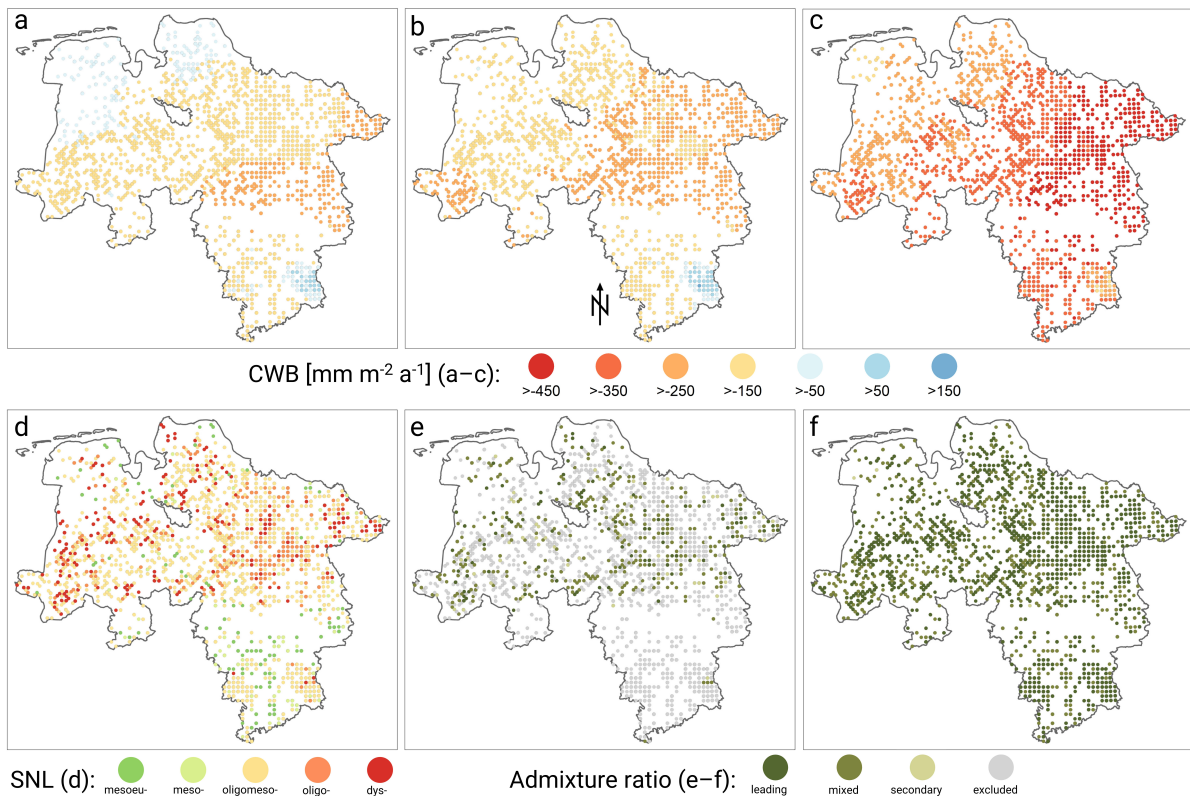 a
b
c
N
CWB [mm m⁻² a⁻¹] (a–c):
>-450 >-350 >-250 >-150 >-50 >50 >150
d
e
f
SNL (d):
mesoeu- meso- oligomeso- oligo- dys-
Admixture ratio (e–f):
leading mixed secondary excluded